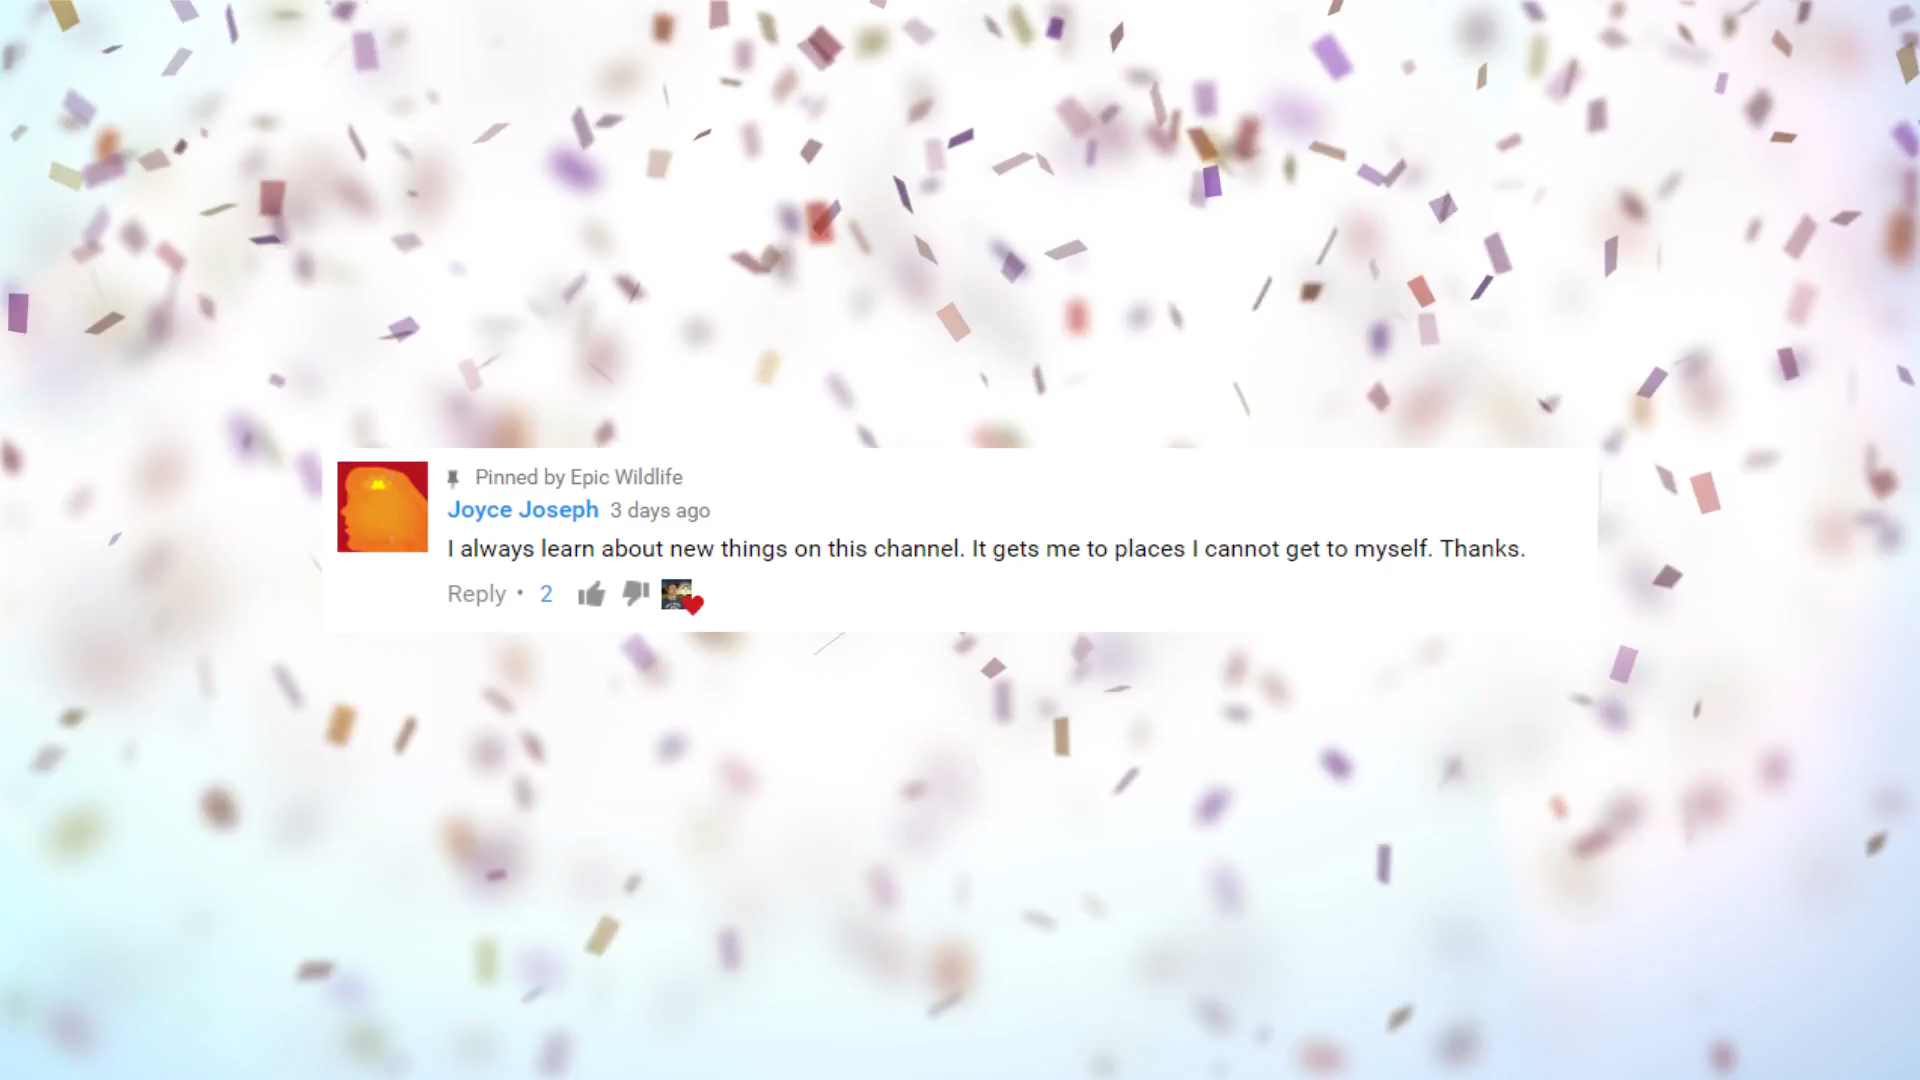 Pinned by Epic Wildlife
Joyce Joseph 3 days ago
I always learn about new things on this channel. It gets me to places I cannot get to myself. Thanks.
Reply • 2